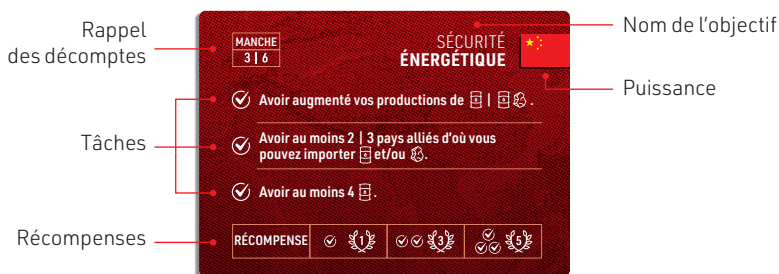 Rappel
des décomptes
Tâches
Récompenses
MANCHE
3 | 6
SÉCURITÉ
ÉNERGÉTIQUE
Avoir augmenté vos productions de | .
Avoir au moins 2 | 3 pays alliés d'où vous
pouvez importer et/ou .
Avoir au moins 4 .
RÉCOMPENSE 1 3 5
Nom de l'objectif
Puissance